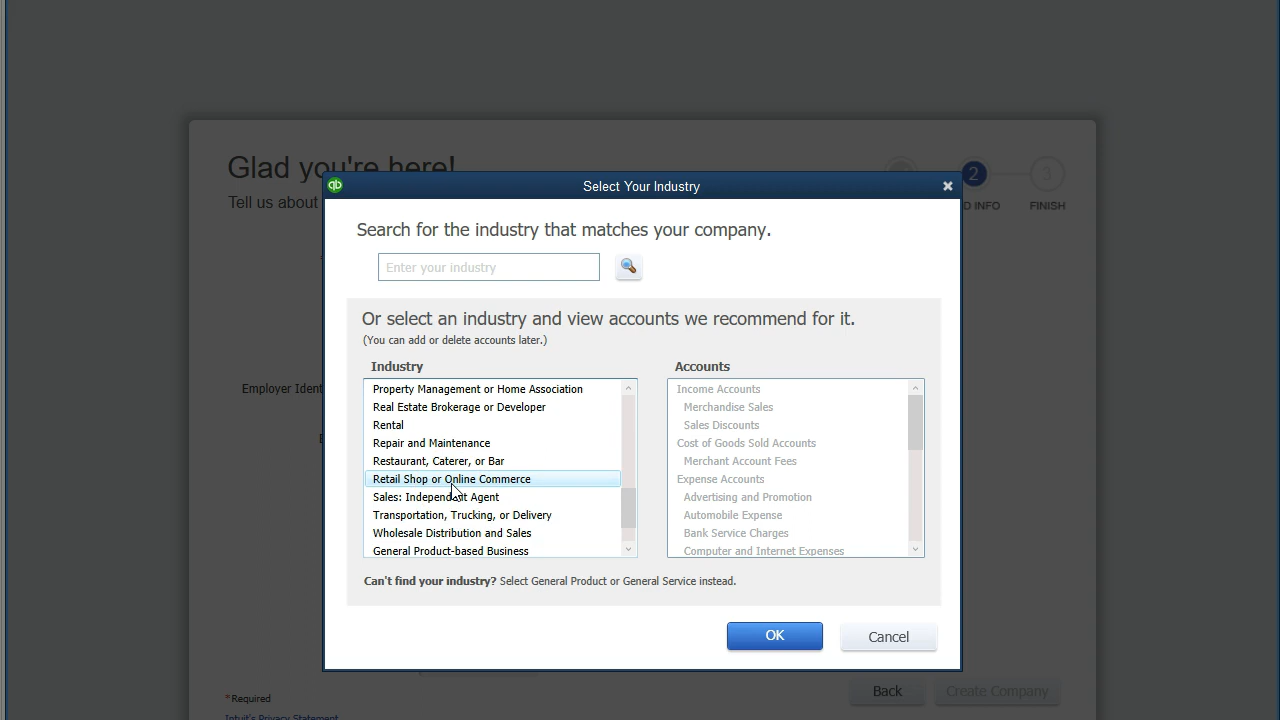 Glad you're here!
Tell us about
2
3
D INFO
FINISH
Employer Ident
*Required
Intuit's Privacy Statement
Back
Create Company
qb
Select Your Industry
Search for the industry that matches your company.
Enter your industry
Or select an industry and view accounts we recommend for it.
(You can add or delete accounts later.)
Industry
Property Management or Home Association
Real Estate Brokerage or Developer
Rental
Repair and Maintenance
Restaurant, Caterer, or Bar
Retail Shop or Online Commerce
Sales: Independent Agent
Transportation, Trucking, or Delivery
Wholesale Distribution and Sales
General Product-based Business
Accounts
Income Accounts
Merchandise Sales
Sales Discounts
Cost of Goods Sold Accounts
Merchant Account Fees
Expense Accounts
Advertising and Promotion
Automobile Expense
Bank Service Charges
Computer and Internet Expenses
Can't find your industry? Select General Product or General Service instead.
OK
Cancel